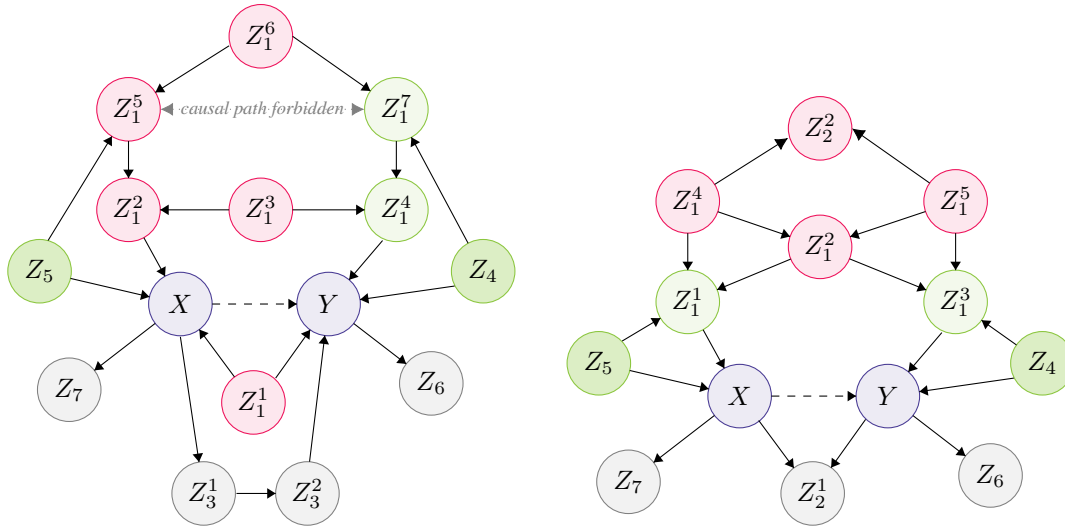 Z_1^6
Z_1^5 causal path forbidden Z_1^7
Z_1^2 Z_1^3 Z_1^4
Z_5 Z_4
X Y
Z_7 Z_1^1 Z_6
Z_3^1 Z_3^2
Z_2^2
Z_1^4 Z_1^5
Z_1^2
Z_1^1 Z_1^3
Z_5 Z_4
X Y
Z_7 Z_2^1 Z_6